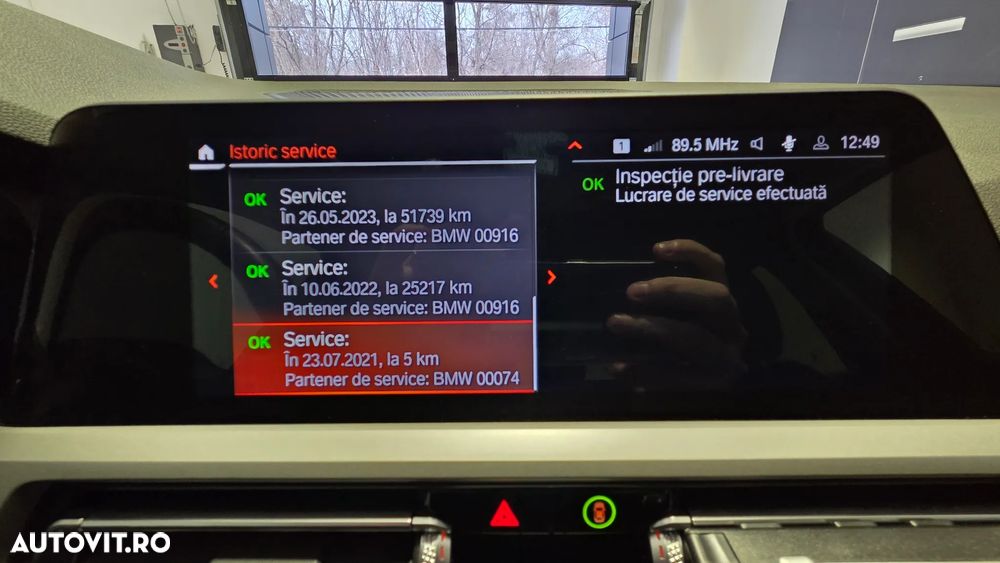 Istoric service
1 89.5 MHz 12:49
OK Service:
În 26.05.2023, la 51739 km
Partener de service: BMW 00916
OK Service:
În 10.06.2022, la 25217 km
Partener de service: BMW 00916
OK Service:
În 23.07.2021, la 5 km
Partener de service: BMW 00074
OK Inspecție pre-livrare
Lucrare de service efectuată
AUTOVIT.RO